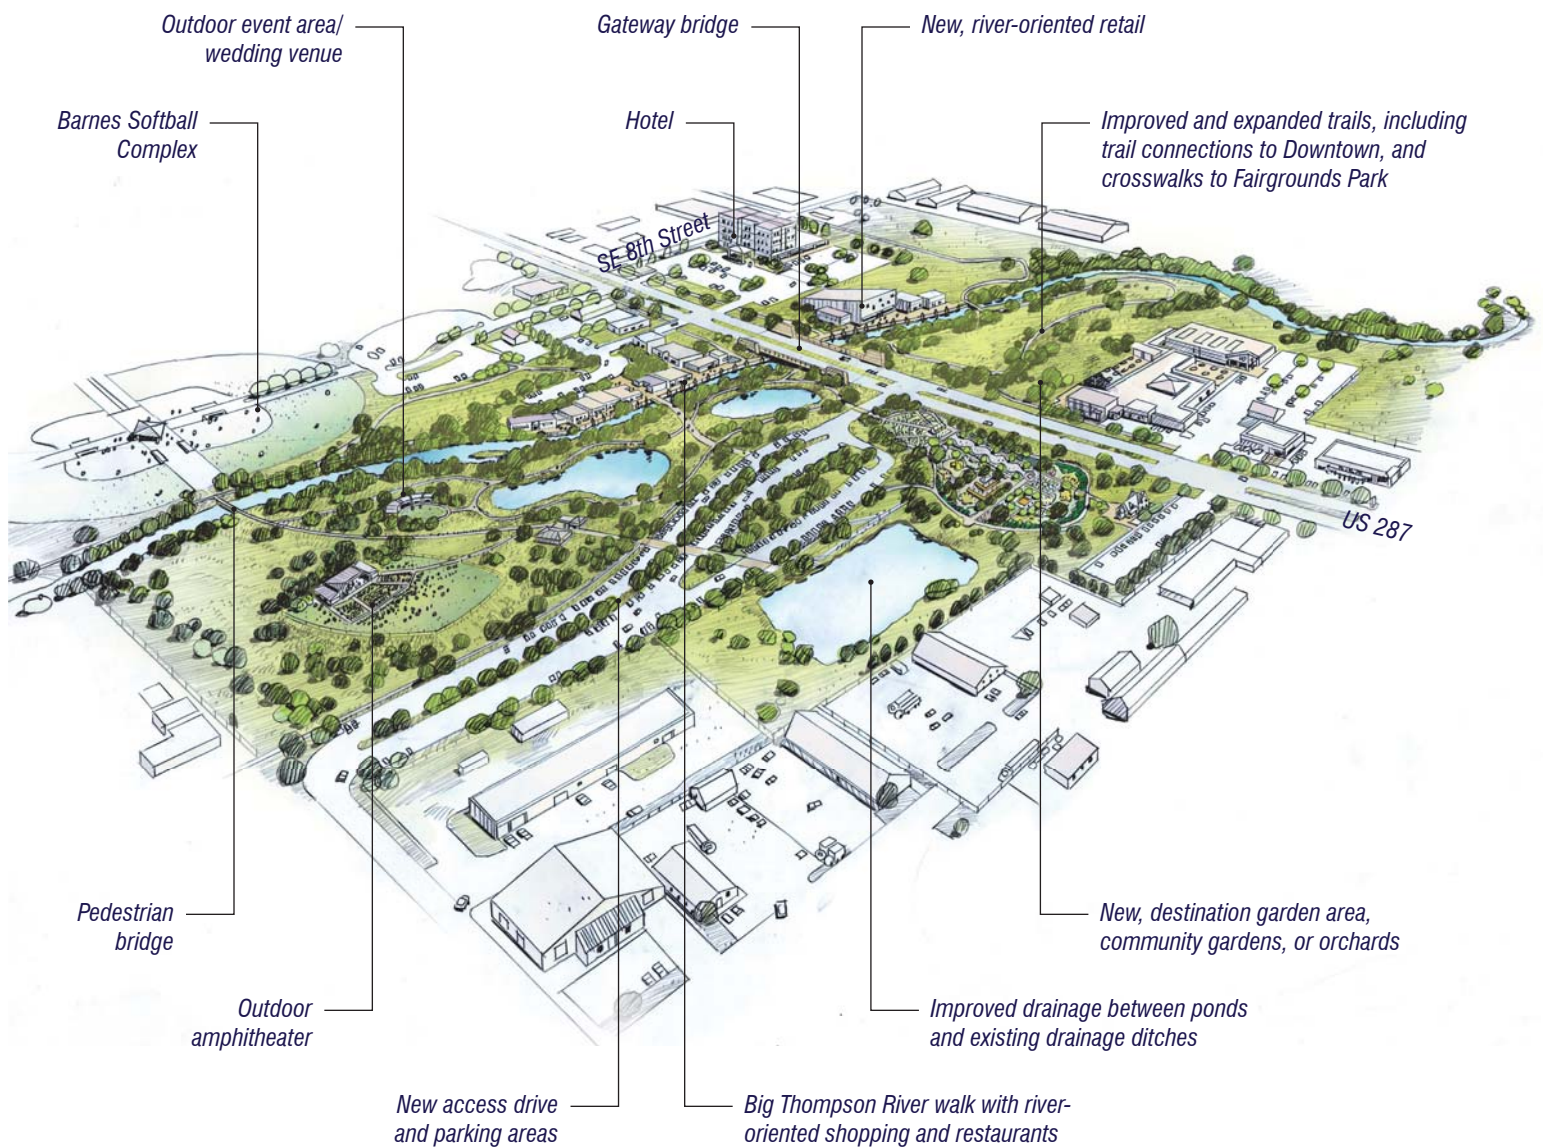 Outdoor event area/
wedding venue
Gateway bridge
New, river-oriented retail
Barnes Softball
Complex
Hotel
Improved and expanded trails, including
trail connections to Downtown, and
crosswalks to Fairgrounds Park
SE 8th Street
US 287
Pedestrian
bridge
New, destination garden area,
community gardens, or orchards
Outdoor
amphitheater
Improved drainage between ponds
and existing drainage ditches
New access drive
and parking areas
Big Thompson River walk with river-
oriented shopping and restaurants